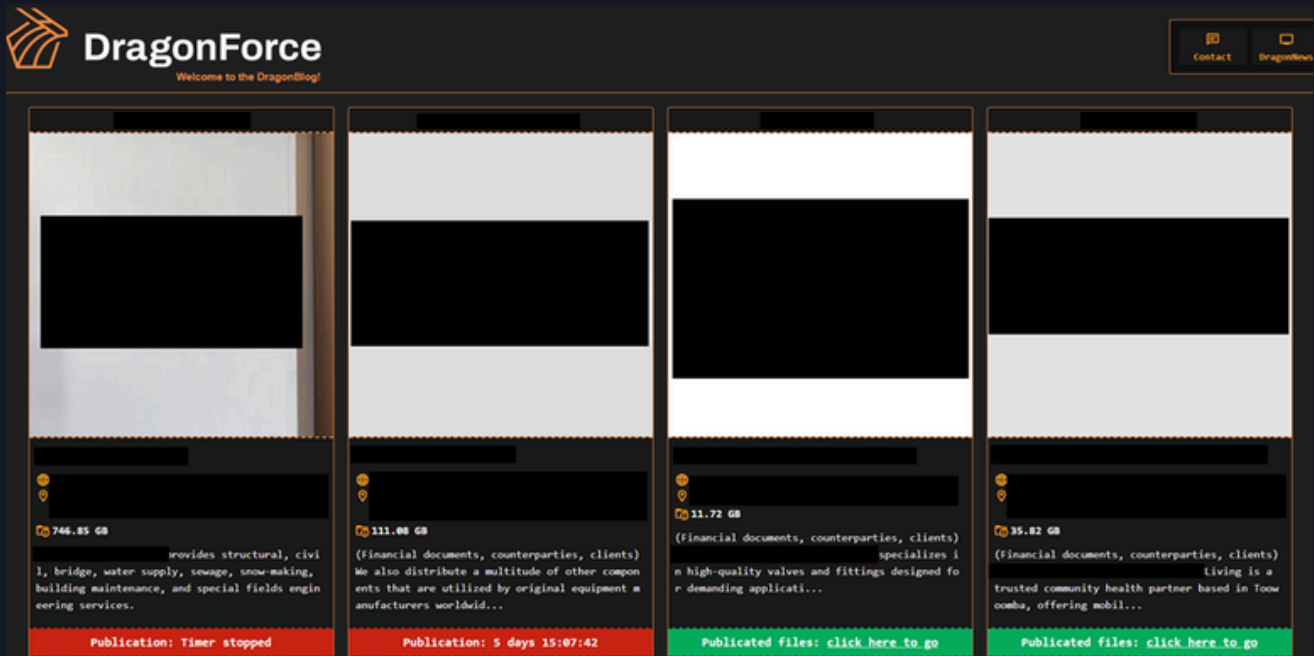 DragonForce
Welcome to the DragonBlog!
Contact
DragonNews
746.85 GB
provides structural, civi
l, bridge, water supply, sewage, snow-making,
building maintenance, and special fields engin
eering services.
Publication: Timer stopped
111.08 GB
(Financial documents, counterparties, clients)
We also distribute a multitude of other compon
ents that are utilized by original equipment m
anufacturers worldwid...
Publication: 5 days 15:07:42
11.72 GB
(Financial documents, counterparties, clients)
specializes i
n high-quality valves and fittings designed fo
r demanding applicati...
Publicated files: click here to go
35.82 GB
(Financial documents, counterparties, clients)
Living is a
trusted community health partner based in Toow
oomba, offering mobil...
Publicated files: click here to go